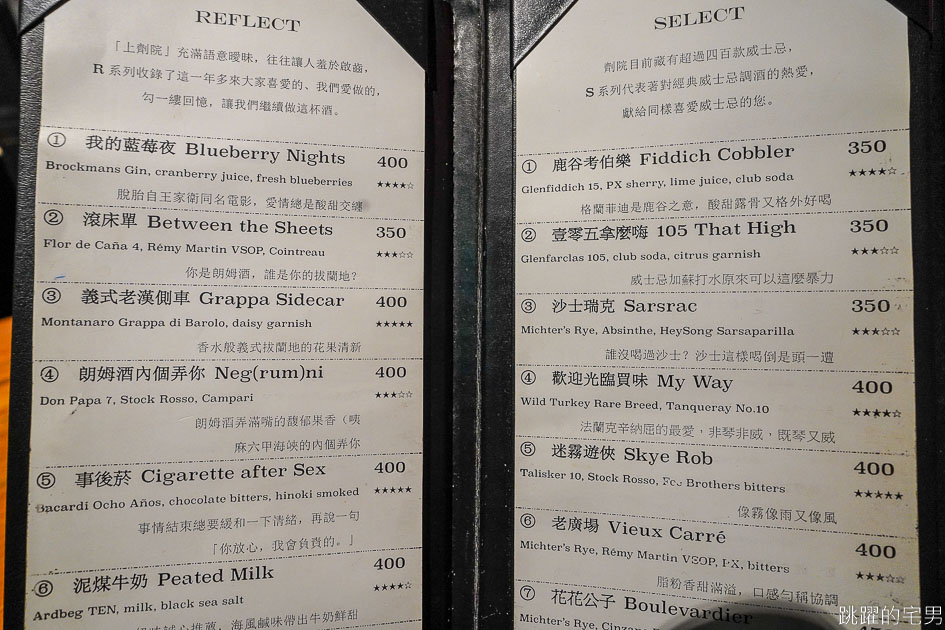 REFLECT
「上劑院」充滿語意曖昧，往往讓人羞於啟齒，
R 系列收錄了這一年多來大家喜愛的、我們愛做的，
勾一縷回憶，讓我們繼續做這杯酒。
① 我的藍莓夜 Blueberry Nights 400
Brockmans Gin, cranberry juice, fresh blueberries ★★★★☆
脫胎自王家衛同名電影，愛情總是酸甜交纏
② 滾床單 Between the Sheets 350
Flor de Caña 4, Rémy Martin VSOP, Cointreau ★★★☆☆
你是朗姆酒，誰是你的拔蘭地？
③ 義式老漢側車 Grappa Sidecar 400
Montanaro Grappa di Barolo, daisy garnish ★★★★★
香水般義式拔蘭地的花果清新
④ 朗姆酒內個弄你 Neg(rum)ni 400
Don Papa 7, Stock Rosso, Campari ★★★☆☆
朗姆酒弄滿嘴的馥郁果香（咦
麻六甲海峽的內個弄你
⑤ 事後菸 Cigarette after Sex 400
Bacardi Ocho Años, chocolate bitters, hinoki smoked ★★★★★
事情結束總要緩和一下情緒，再說一句
「你放心，我會負責的。」
⑥ 泥煤牛奶 Peated Milk 400
Ardbeg TEN, milk, black sea salt ★★★★☆
海風鹹味帶出牛奶鮮甜
SELECT
劑院目前藏有超過四百款威士忌，
S 系列代表著對經典威士忌調酒的熱愛，
獻給同樣喜愛威士忌的您。
① 鹿谷考伯樂 Fiddich Cobbler 350
Glenfiddich 15, PX sherry, lime juice, club soda ★★★★☆
格蘭菲迪是鹿谷之意，酸甜露骨又格外好喝
② 壹零五拿麼嗨 105 That High 350
Glenfarclas 105, club soda, citrus garnish ★★★☆☆
威士忌加蘇打水原來可以這麼暴力
③ 沙士瑞克 Sarsrac 350
Michter's Rye, Absinthe, HeySong Sarsaparilla ★★★☆☆
誰沒喝過沙士？沙士這樣喝倒是頭一遭
④ 歡迎光臨買味 My Way 400
Wild Turkey Rare Breed, Tanqueray No.10 ★★★★☆
法蘭克辛納屈的最愛，非琴非威，既琴又威
⑤ 迷霧遊俠 Skye Rob 400
Talisker 10, Stock Rosso, Brothers bitters ★★★★★
像霧像雨又像風
⑥ 老廣場 Vieux Carré 400
Michter's Rye, Rémy Martin VSOP, bitters ★★★☆☆
脂粉香甜滿溢，口感勻稱協調
⑦ 花花公子 Boulevardier
Michter's Rye,
跳躍的宅男